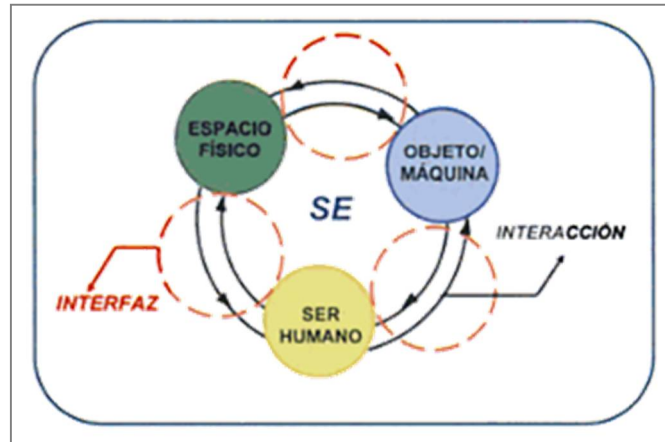 ESPACIO
FÍSICO
OBJETO/
MÁQUINA
SE
INTERACCIÓN
INTERFAZ
SER
HUMANO